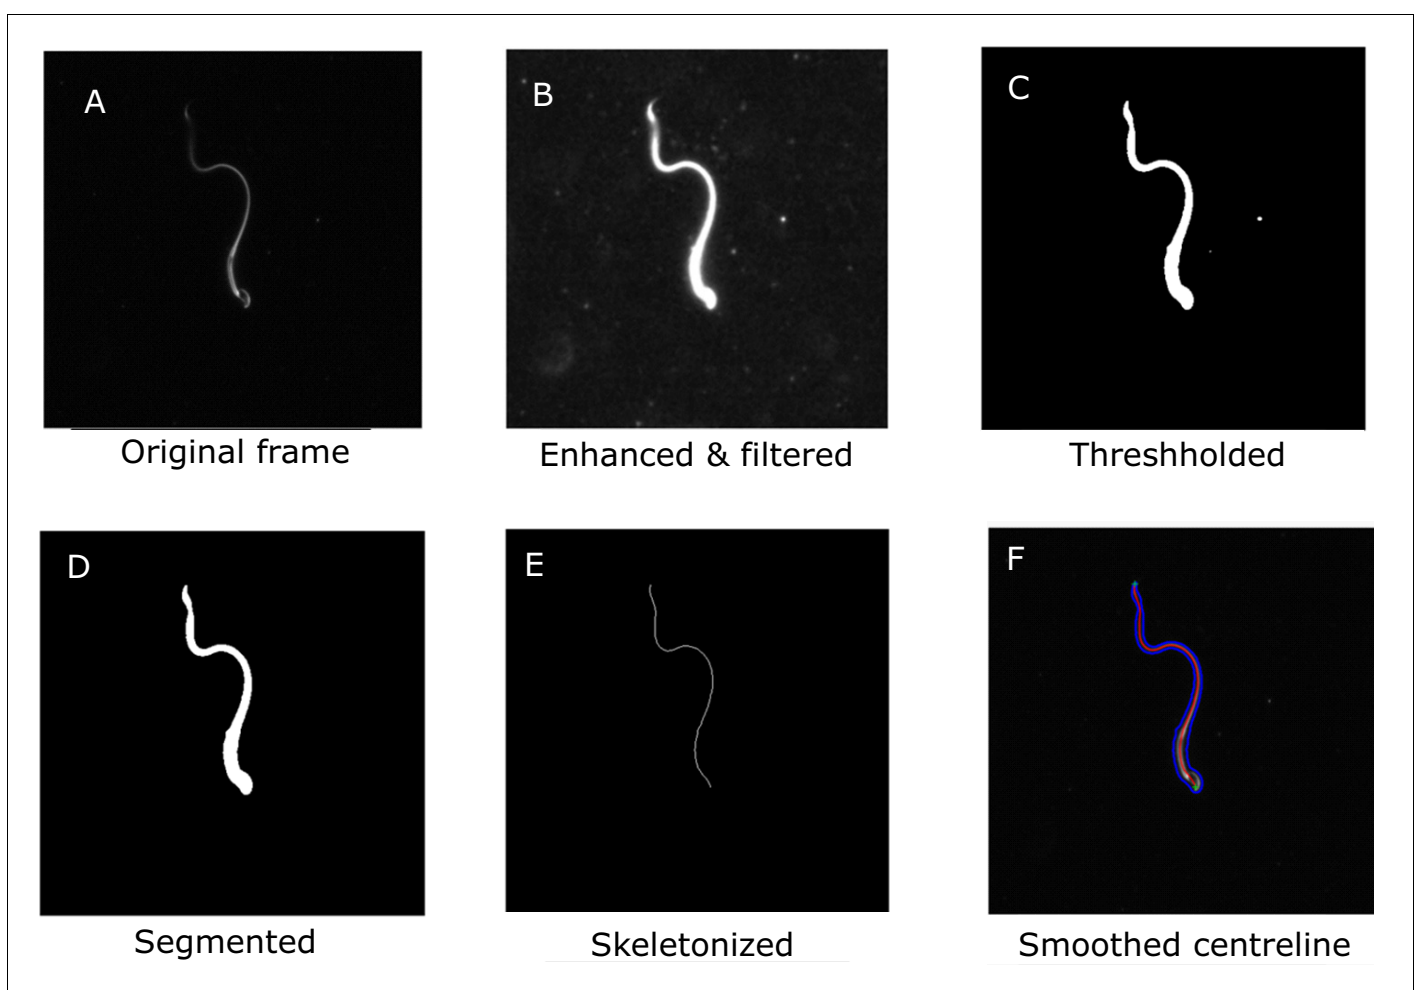 A
B
C
Original frame
Enhanced & filtered
Threshholded
D
E
F
Segmented
Skeletonized
Smoothed centreline